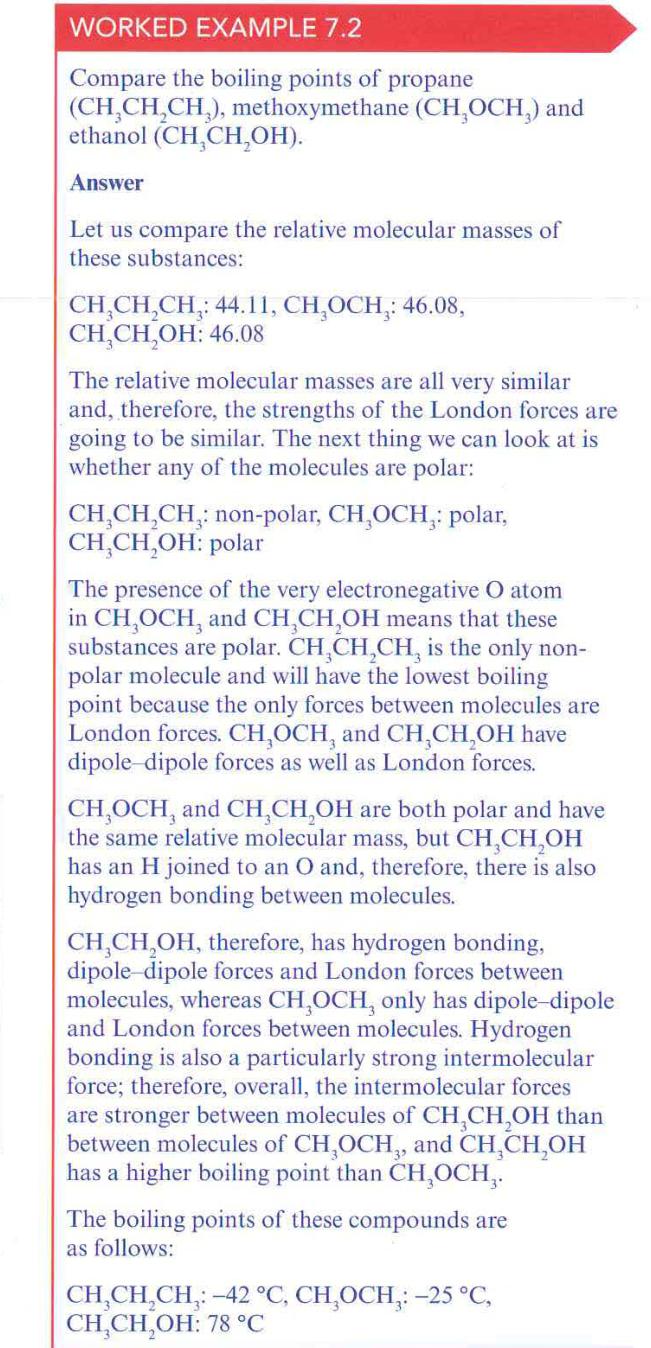 WORKED EXAMPLE 7.2
Compare the boiling points of propane
(CH₃CH₂CH₃), methoxymethane (CH₃OCH₃) and
ethanol (CH₃CH₂OH).
Answer
Let us compare the relative molecular masses of
these substances:
CH₃CH₂CH₃: 44.11, CH₃OCH₃: 46.08,
CH₃CH₂OH: 46.08
The relative molecular masses are all very similar
and, therefore, the strengths of the London forces are
going to be similar. The next thing we can look at is
whether any of the molecules are polar:
CH₃CH₂CH₃: non-polar, CH₃OCH₃: polar,
CH₃CH₂OH: polar
The presence of the very electronegative O atom
in CH₃OCH₃ and CH₃CH₂OH means that these
substances are polar. CH₃CH₂CH₃ is the only non-
polar molecule and will have the lowest boiling
point because the only forces between molecules are
London forces. CH₃OCH₃ and CH₃CH₂OH have
dipole–dipole forces as well as London forces.
CH₃OCH₃ and CH₃CH₂OH are both polar and have
the same relative molecular mass, but CH₃CH₂OH
has an H joined to an O and, therefore, there is also
hydrogen bonding between molecules.
CH₃CH₂OH, therefore, has hydrogen bonding,
dipole–dipole forces and London forces between
molecules, whereas CH₃OCH₃ only has dipole–dipole
and London forces between molecules. Hydrogen
bonding is also a particularly strong intermolecular
force; therefore, overall, the intermolecular forces
are stronger between molecules of CH₃CH₂OH than
between molecules of CH₃OCH₃, and CH₃CH₂OH
has a higher boiling point than CH₃OCH₃.
The boiling points of these compounds are
as follows:
CH₃CH₂CH₃: –42 °C, CH₃OCH₃: –25 °C,
CH₃CH₂OH: 78 °C